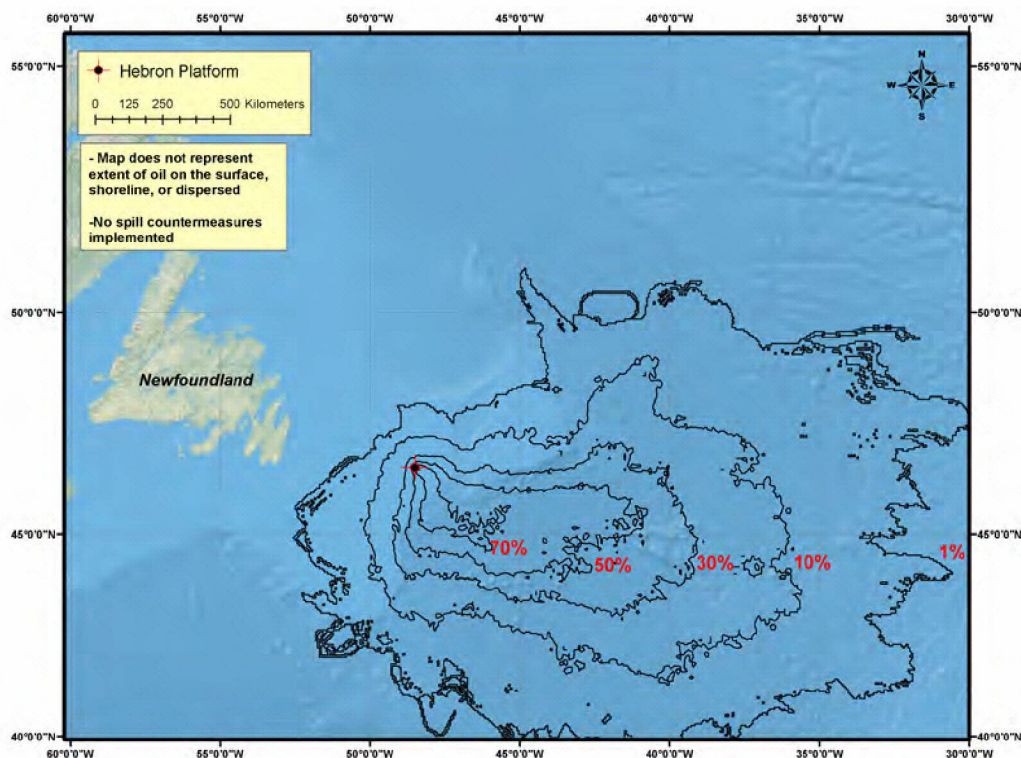 60°0'0"W 55°0'0"W 50°0'0"W 45°0'0"W 40°0'0"W 35°0'0"W 30°0'0"W
55°0'0"N 55°0'0"N
Hebron Platform
0 125 250 500 Kilometers
N
W E
S
- Map does not represent
extent of oil on the surface,
shoreline, or dispersed
-No spill countermeasures
implemented
50°0'0"N 50°0'0"N
Newfoundland
45°0'0"N 45°0'0"N
70% 50% 30% 10% 1%
40°0'0"N 40°0'0"N
60°0'0"W 55°0'0"W 50°0'0"W 45°0'0"W 40°0'0"W 35°0'0"W 30°0'0"W